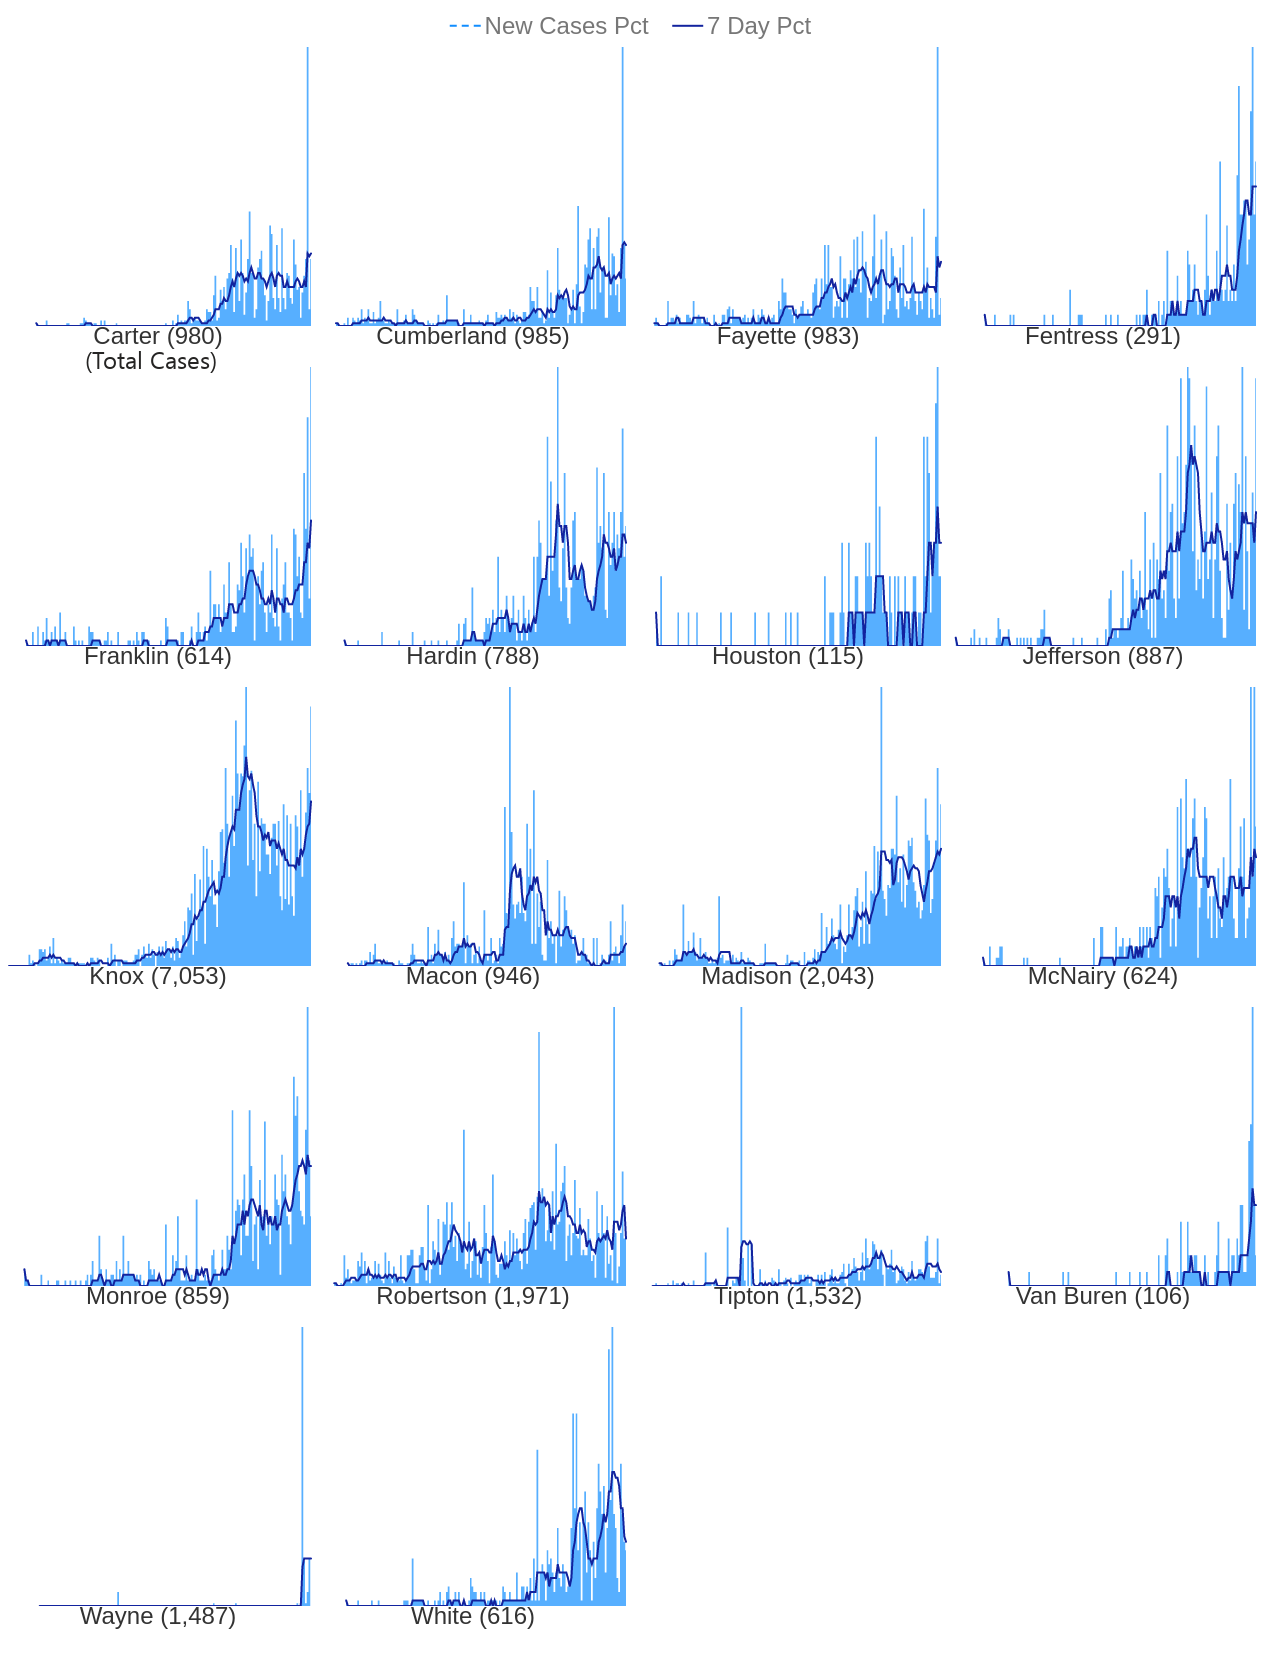 New Cases Pct 7 Day Pct
Carter (980) Cumberland (985) Fayette (983) Fentress (291)
(Total Cases)
Franklin (614) Hardin (788) Houston (115) Jefferson (887)
Knox (7,053) Macon (946) Madison (2,043) McNairy (624)
Monroe (859) Robertson (1,971) Tipton (1,532) Van Buren (106)
Wayne (1,487) White (616)